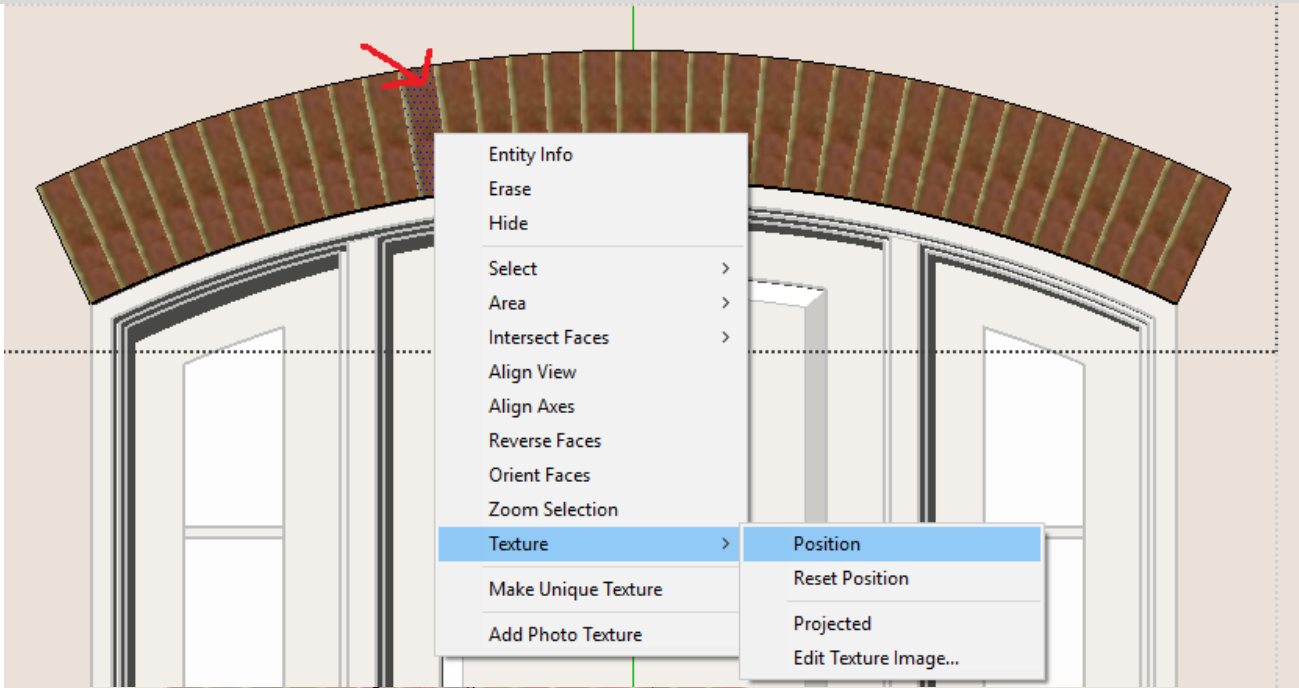 Entity Info
Erase
Hide
Select
Area
Intersect Faces
Align View
Align Axes
Reverse Faces
Orient Faces
Zoom Selection
Texture
Make Unique Texture
Add Photo Texture
Position
Reset Position
Projected
Edit Texture Image...